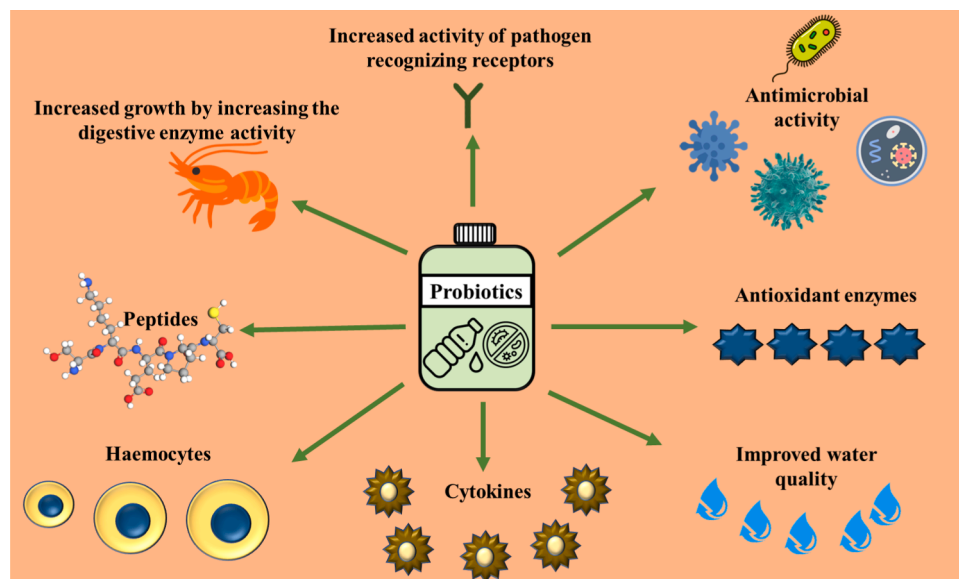 Increased activity of pathogen
recognizing receptors
Increased growth by increasing the
digestive enzyme activity
Antimicrobial
activity
Probiotics
Peptides
Antioxidant enzymes
Haemocytes
Cytokines
Improved water
quality